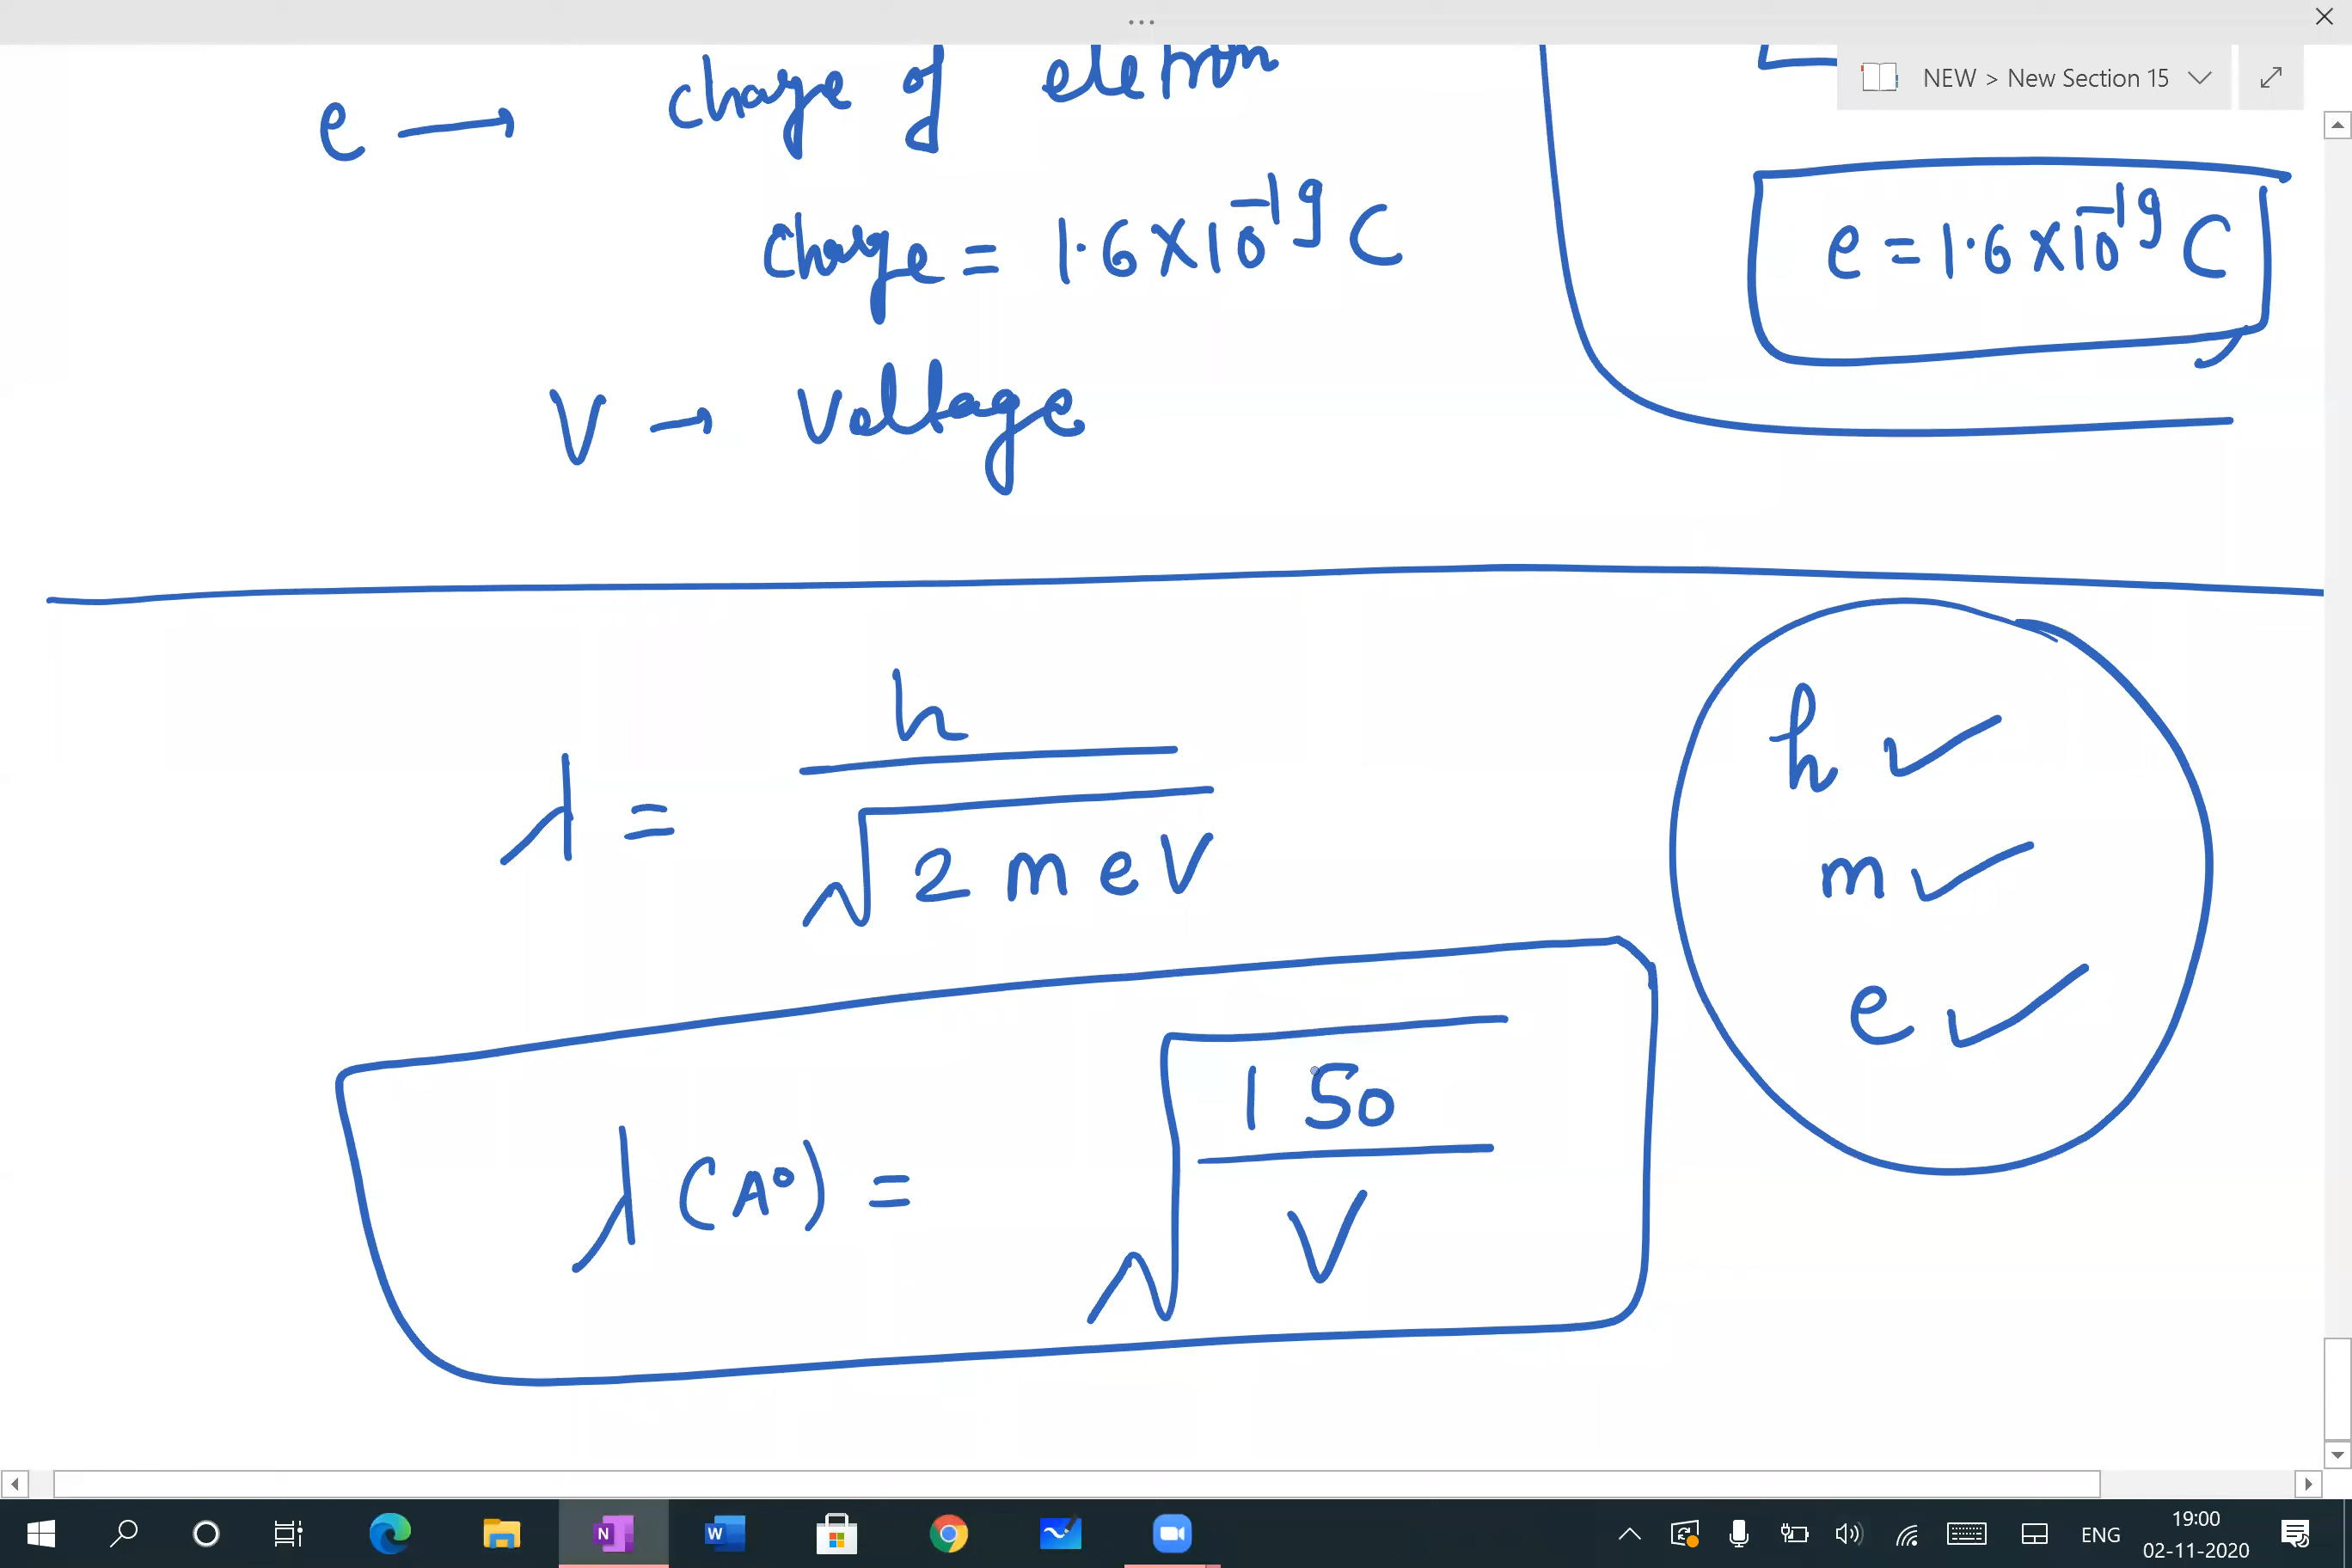 NEW > New Section 15
e → charge of
charge = 1.6×10⁻¹⁹ C
e = 1.6×10⁻¹⁹ C
V → Voltage
λ = h / √2meV
h ✓
m ✓
e ✓
λ (A°) = √150/V
ENG
19:00
02-11-2020